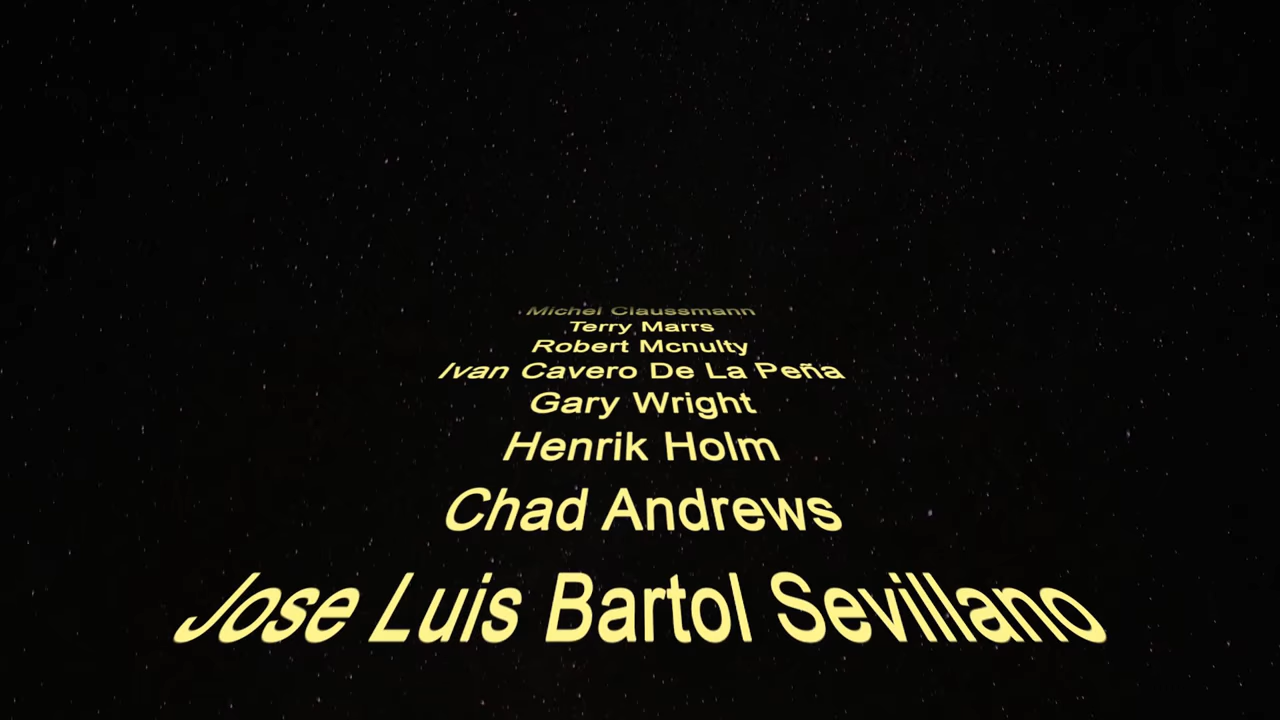 Michel Claussmann
Terry Marrs
Robert Mcnulty
Ivan Cavero De La Peña
Gary Wright
Henrik Holm
Chad Andrews
Jose Luis Bartol Sevillano